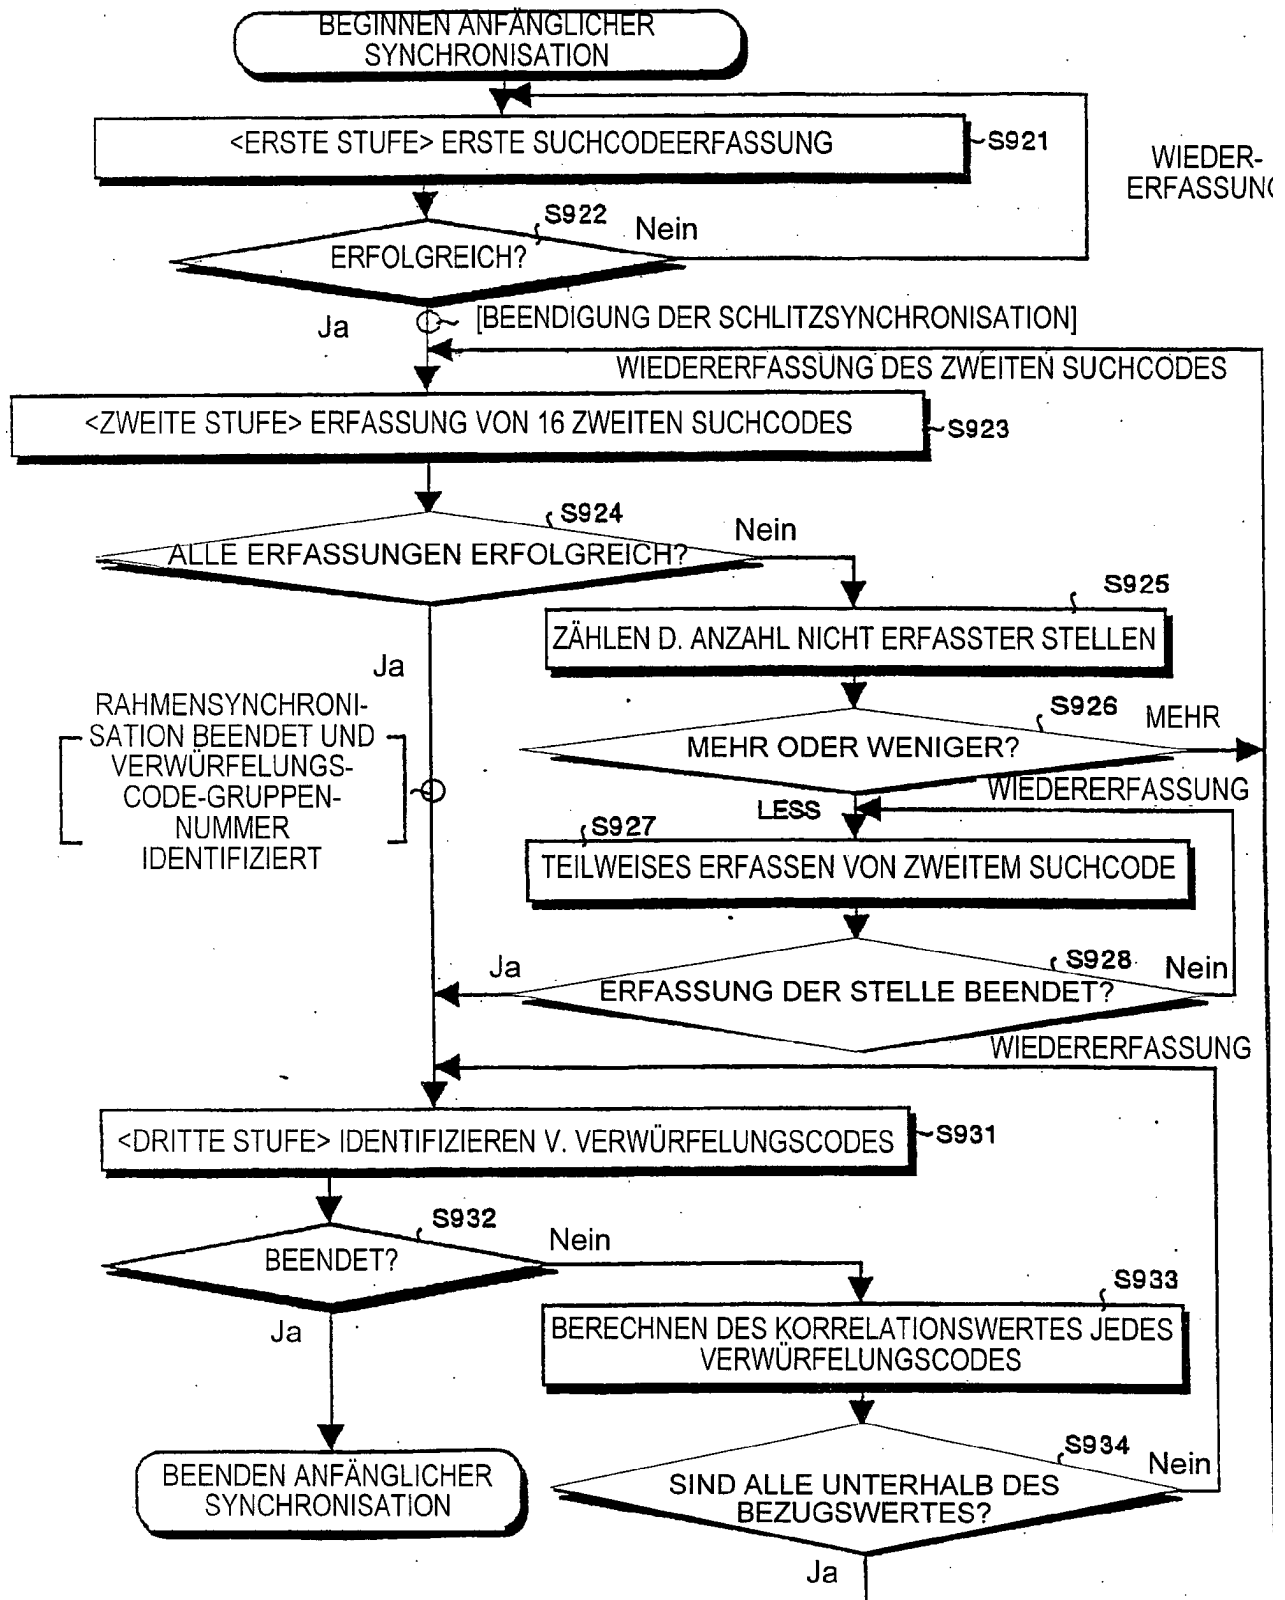 BEGINNEN ANFÄNGLICHER
SYNCHRONISATION
<ERSTE STUFE> ERSTE SUCHCODEERFASSUNG
S921
WIEDER-
ERFASSUNG
S922
Nein
ERFOLGREICH?
Ja
[BEENDIGUNG DER SCHLITZSYNCHRONISATION]
WIEDERERFASSUNG DES ZWEITEN SUCHCODES
<ZWEITE STUFE> ERFASSUNG VON 16 ZWEITEN SUCHCODES
S923
S924
Nein
ALLE ERFASSUNGEN ERFOLGREICH?
S925
ZÄHLEN D. ANZAHL NICHT ERFASSTER STELLEN
Ja
RAHMENSYNCHRONI-
SATION BEENDET UND
VERWÜRFELUNGS-
CODE-GRUPPEN-
NUMMER
IDENTIFIZIERT
S926
MEHR
MEHR ODER WENIGER?
WIEDERERFASSUNG
LESS
S927
TEILWEISES ERFASSEN VON ZWEITEM SUCHCODE
Ja
S928
Nein
ERFASSUNG DER STELLE BEENDET?
WIEDERERFASSUNG
<DRITTE STUFE> IDENTIFIZIEREN V. VERWÜRFELUNGSCODES
S931
S932
Nein
BEENDET?
S933
Ja
BERECHNEN DES KORRELATIONSWERTES JEDES
VERWÜRFELUNGSCODES
S934
Nein
BEENDEN ANFÄNGLICHER
SYNCHRONISATION
SIND ALLE UNTERHALB DES
BEZUGSWERTES?
Ja